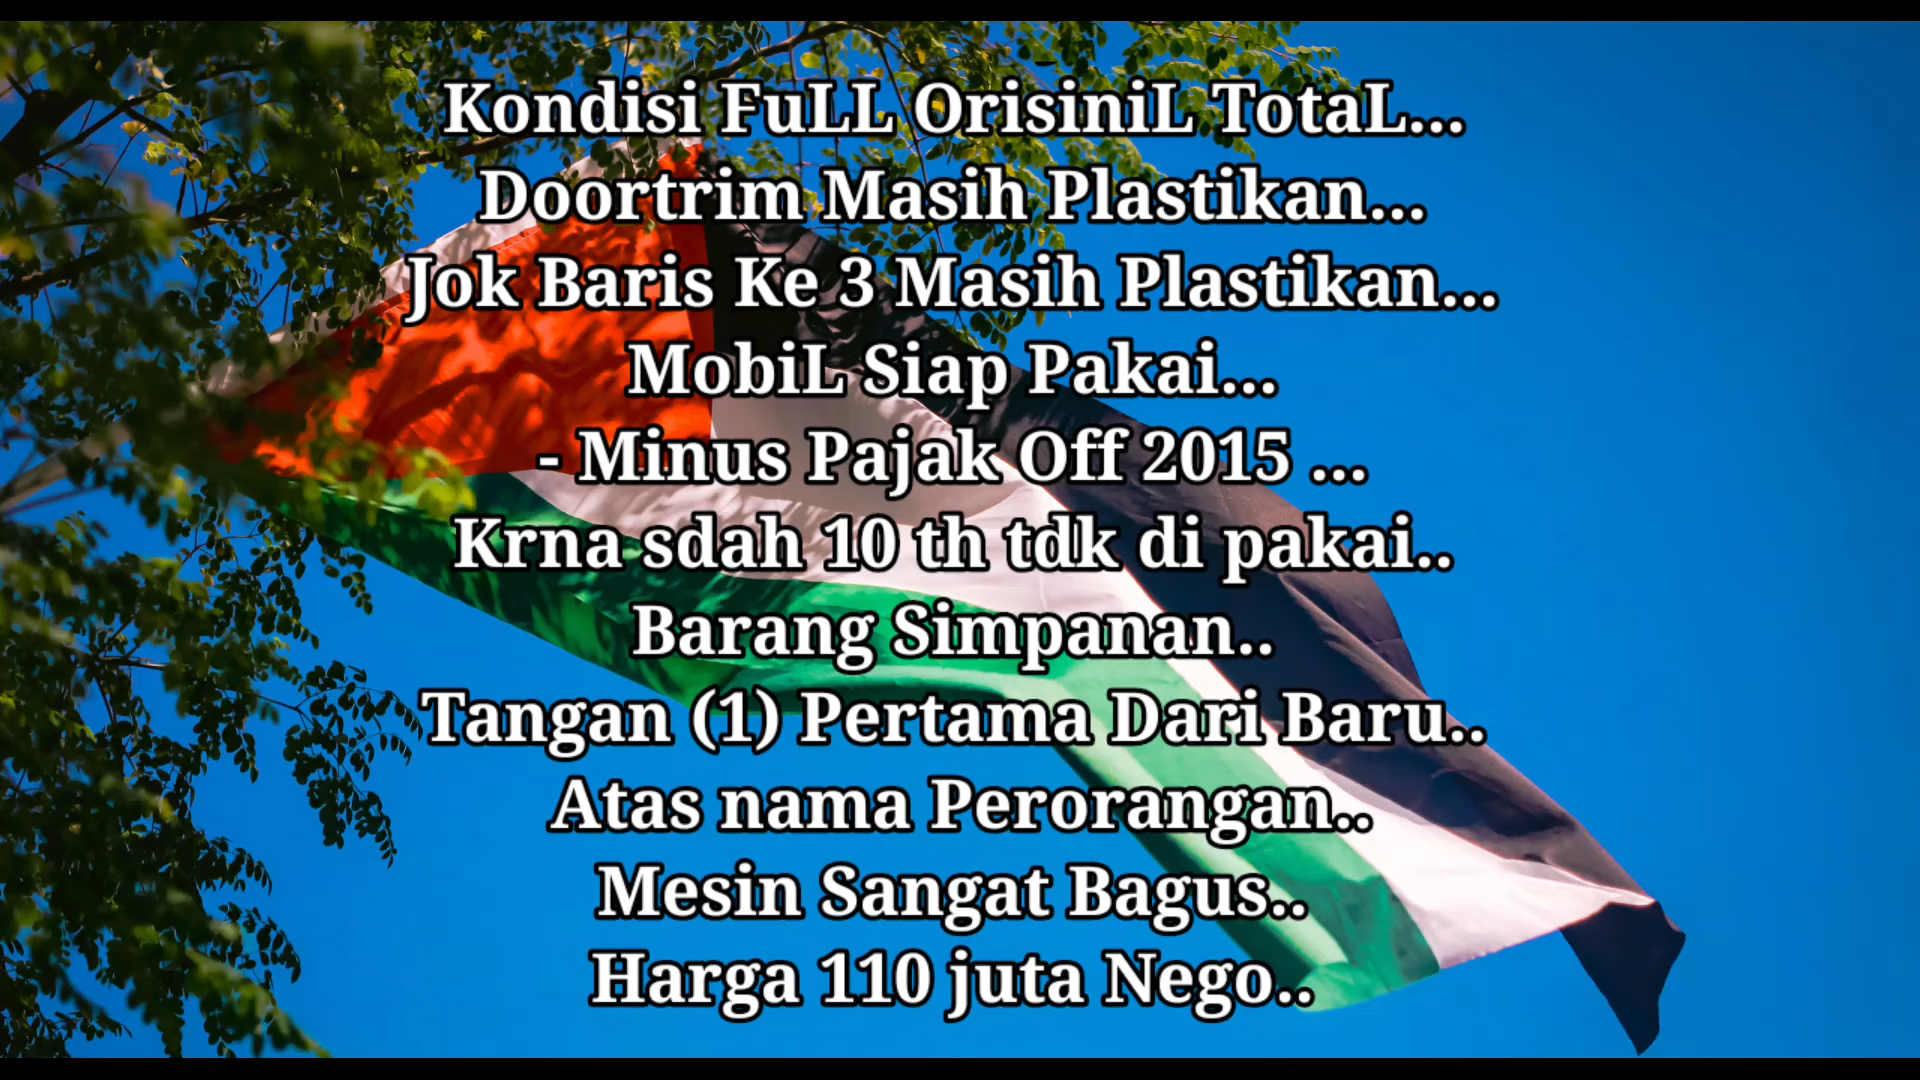 Kondisi FuLL OrisiniL TotaL...
Doortrim Masih Plastikan...
Jok Baris Ke 3 Masih Plastikan...
MobiL Siap Pakai...
- Minus Pajak Off 2015 ...
Krna sdah 10 th tdk di pakai..
Barang Simpanan..
Tangan (1) Pertama Dari Baru..
Atas nama Perorangan..
Mesin Sangat Bagus..
Harga 110 juta Nego..